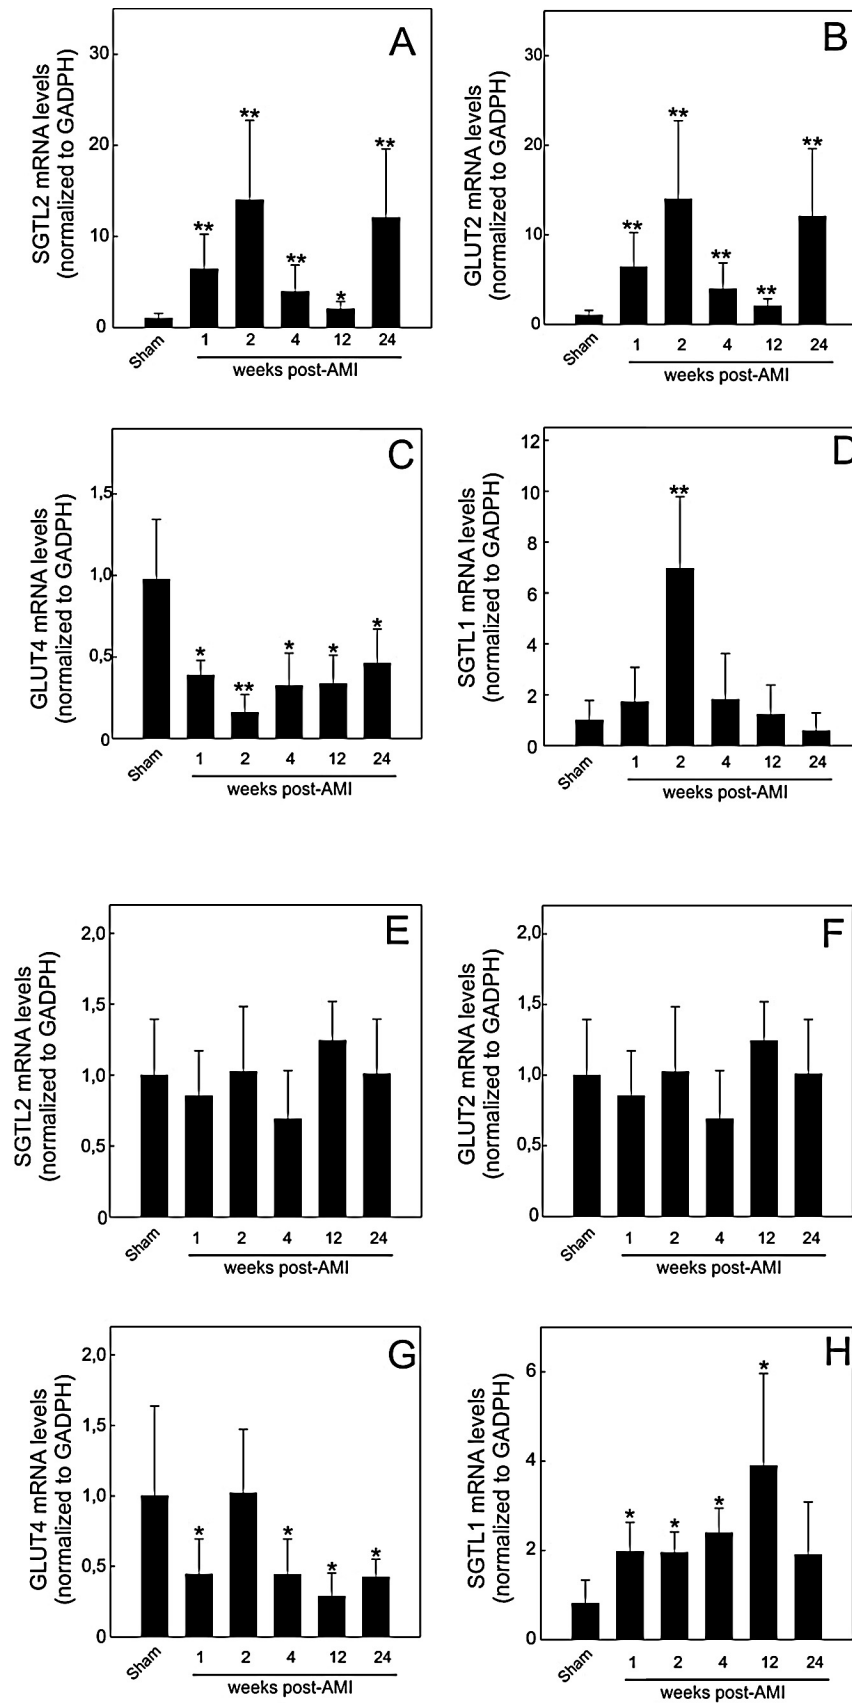 A
SGTL2 mRNA levels
(normalized to GADPH)
30
20
10
0
** ** ** * **
Sham 1 2 4 12 24
weeks post-AMI
B
GLUT2 mRNA levels
(normalized to GADPH)
30
20
10
0
** ** ** ** **
Sham 1 2 4 12 24
weeks post-AMI
C
GLUT4 mRNA levels
(normalized to GADPH)
1,5
1,0
0,5
0
* ** * * *
Sham 1 2 4 12 24
weeks post-AMI
D
SGTL1 mRNA levels
(normalized to GADPH)
12
10
8
6
4
2
0
**
Sham 1 2 4 12 24
weeks post-AMI
E
SGTL2 mRNA levels
(normalized to GADPH)
2,0
1,5
1,0
0,5
0
Sham 1 2 4 12 24
weeks post-AMI
F
GLUT2 mRNA levels
(normalized to GADPH)
2,0
1,5
1,0
0,5
0
Sham 1 2 4 12 24
weeks post-AMI
G
GLUT4 mRNA levels
(normalized to GADPH)
2,0
1,5
1,0
0,5
0
* * * *
Sham 1 2 4 12 24
weeks post-AMI
H
SGTL1 mRNA levels
(normalized to GADPH)
6
4
2
0
* * * *
Sham 1 2 4 12 24
weeks post-AMI